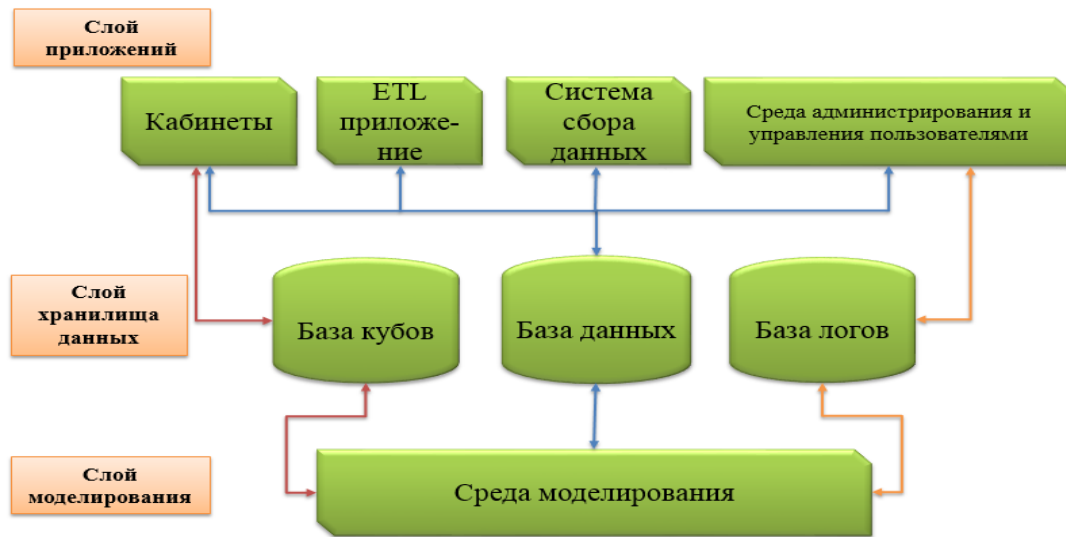 Слой
приложений
Кабинеты
ETL
приложе-
ние
Система
сбора
данных
Среда администрирования и
управления пользователями
Слой
хранилища
данных
База кубов
База данных
База логов
Слой
моделирования
Среда моделирования